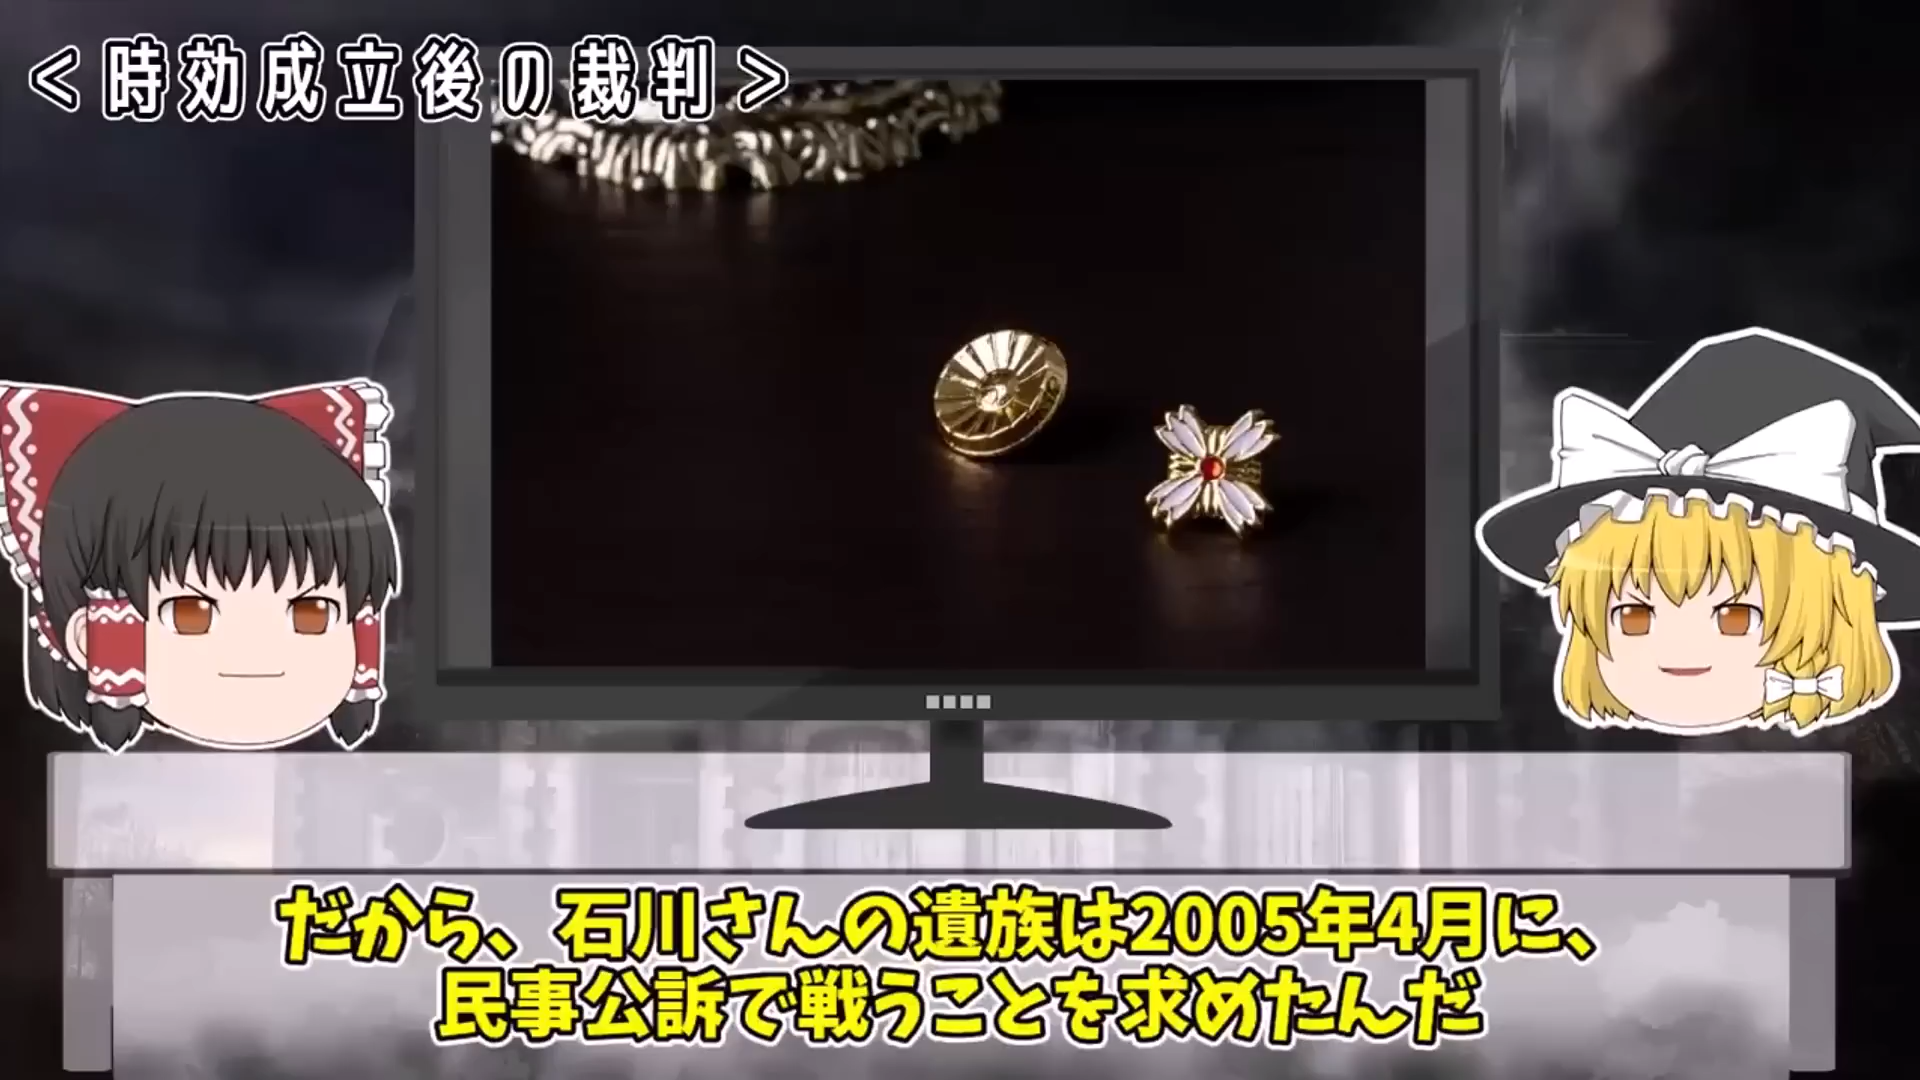 ＜時効成立後の裁判＞
だから、石川さんの遺族は2005年4月に、
民事公訴で戦うことを求めたんだ